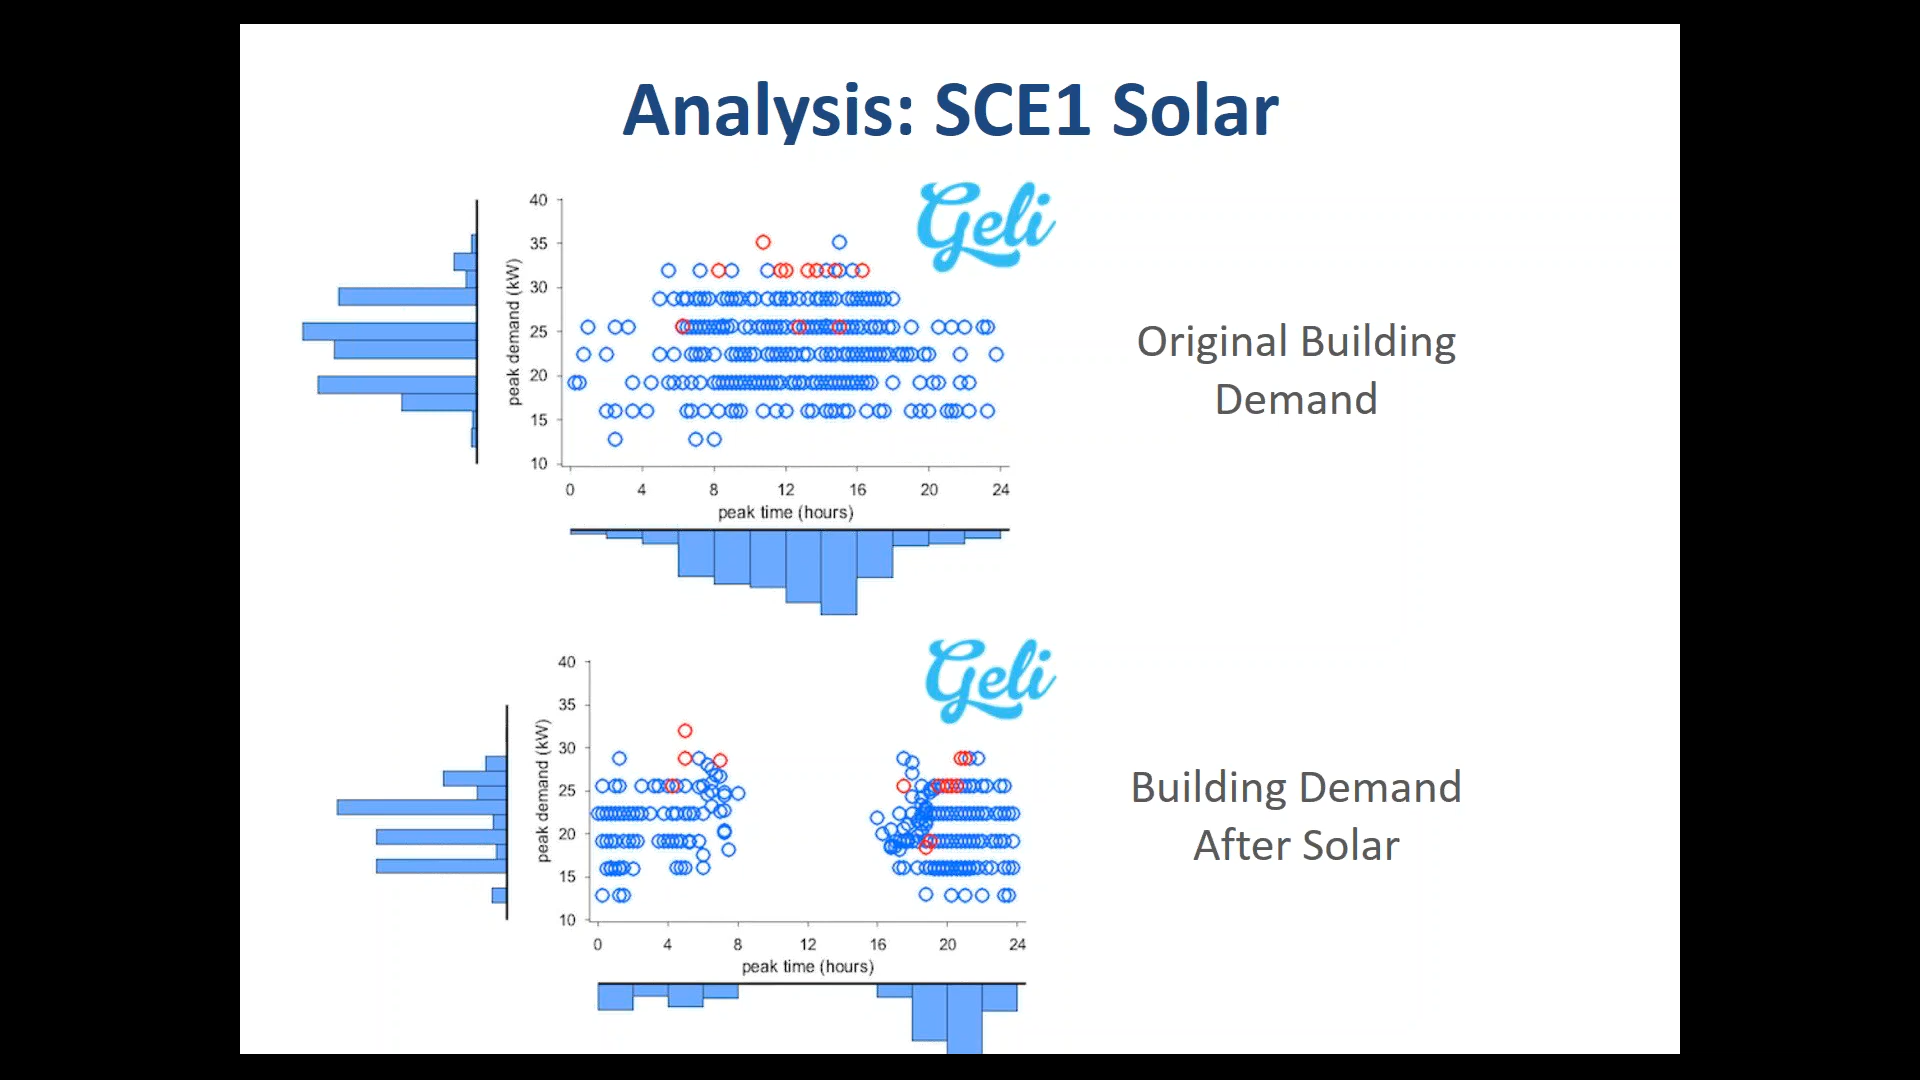 Analysis: SCE1 Solar
Geli
40
35
30
25
20
15
10
peak demand (kW)
0 4 8 12 16 20 24
peak time (hours)
Original Building
Demand
Geli
40
35
30
25
20
15
10
peak demand (kW)
0 4 8 12 16 20 24
peak time (hours)
Building Demand
After Solar